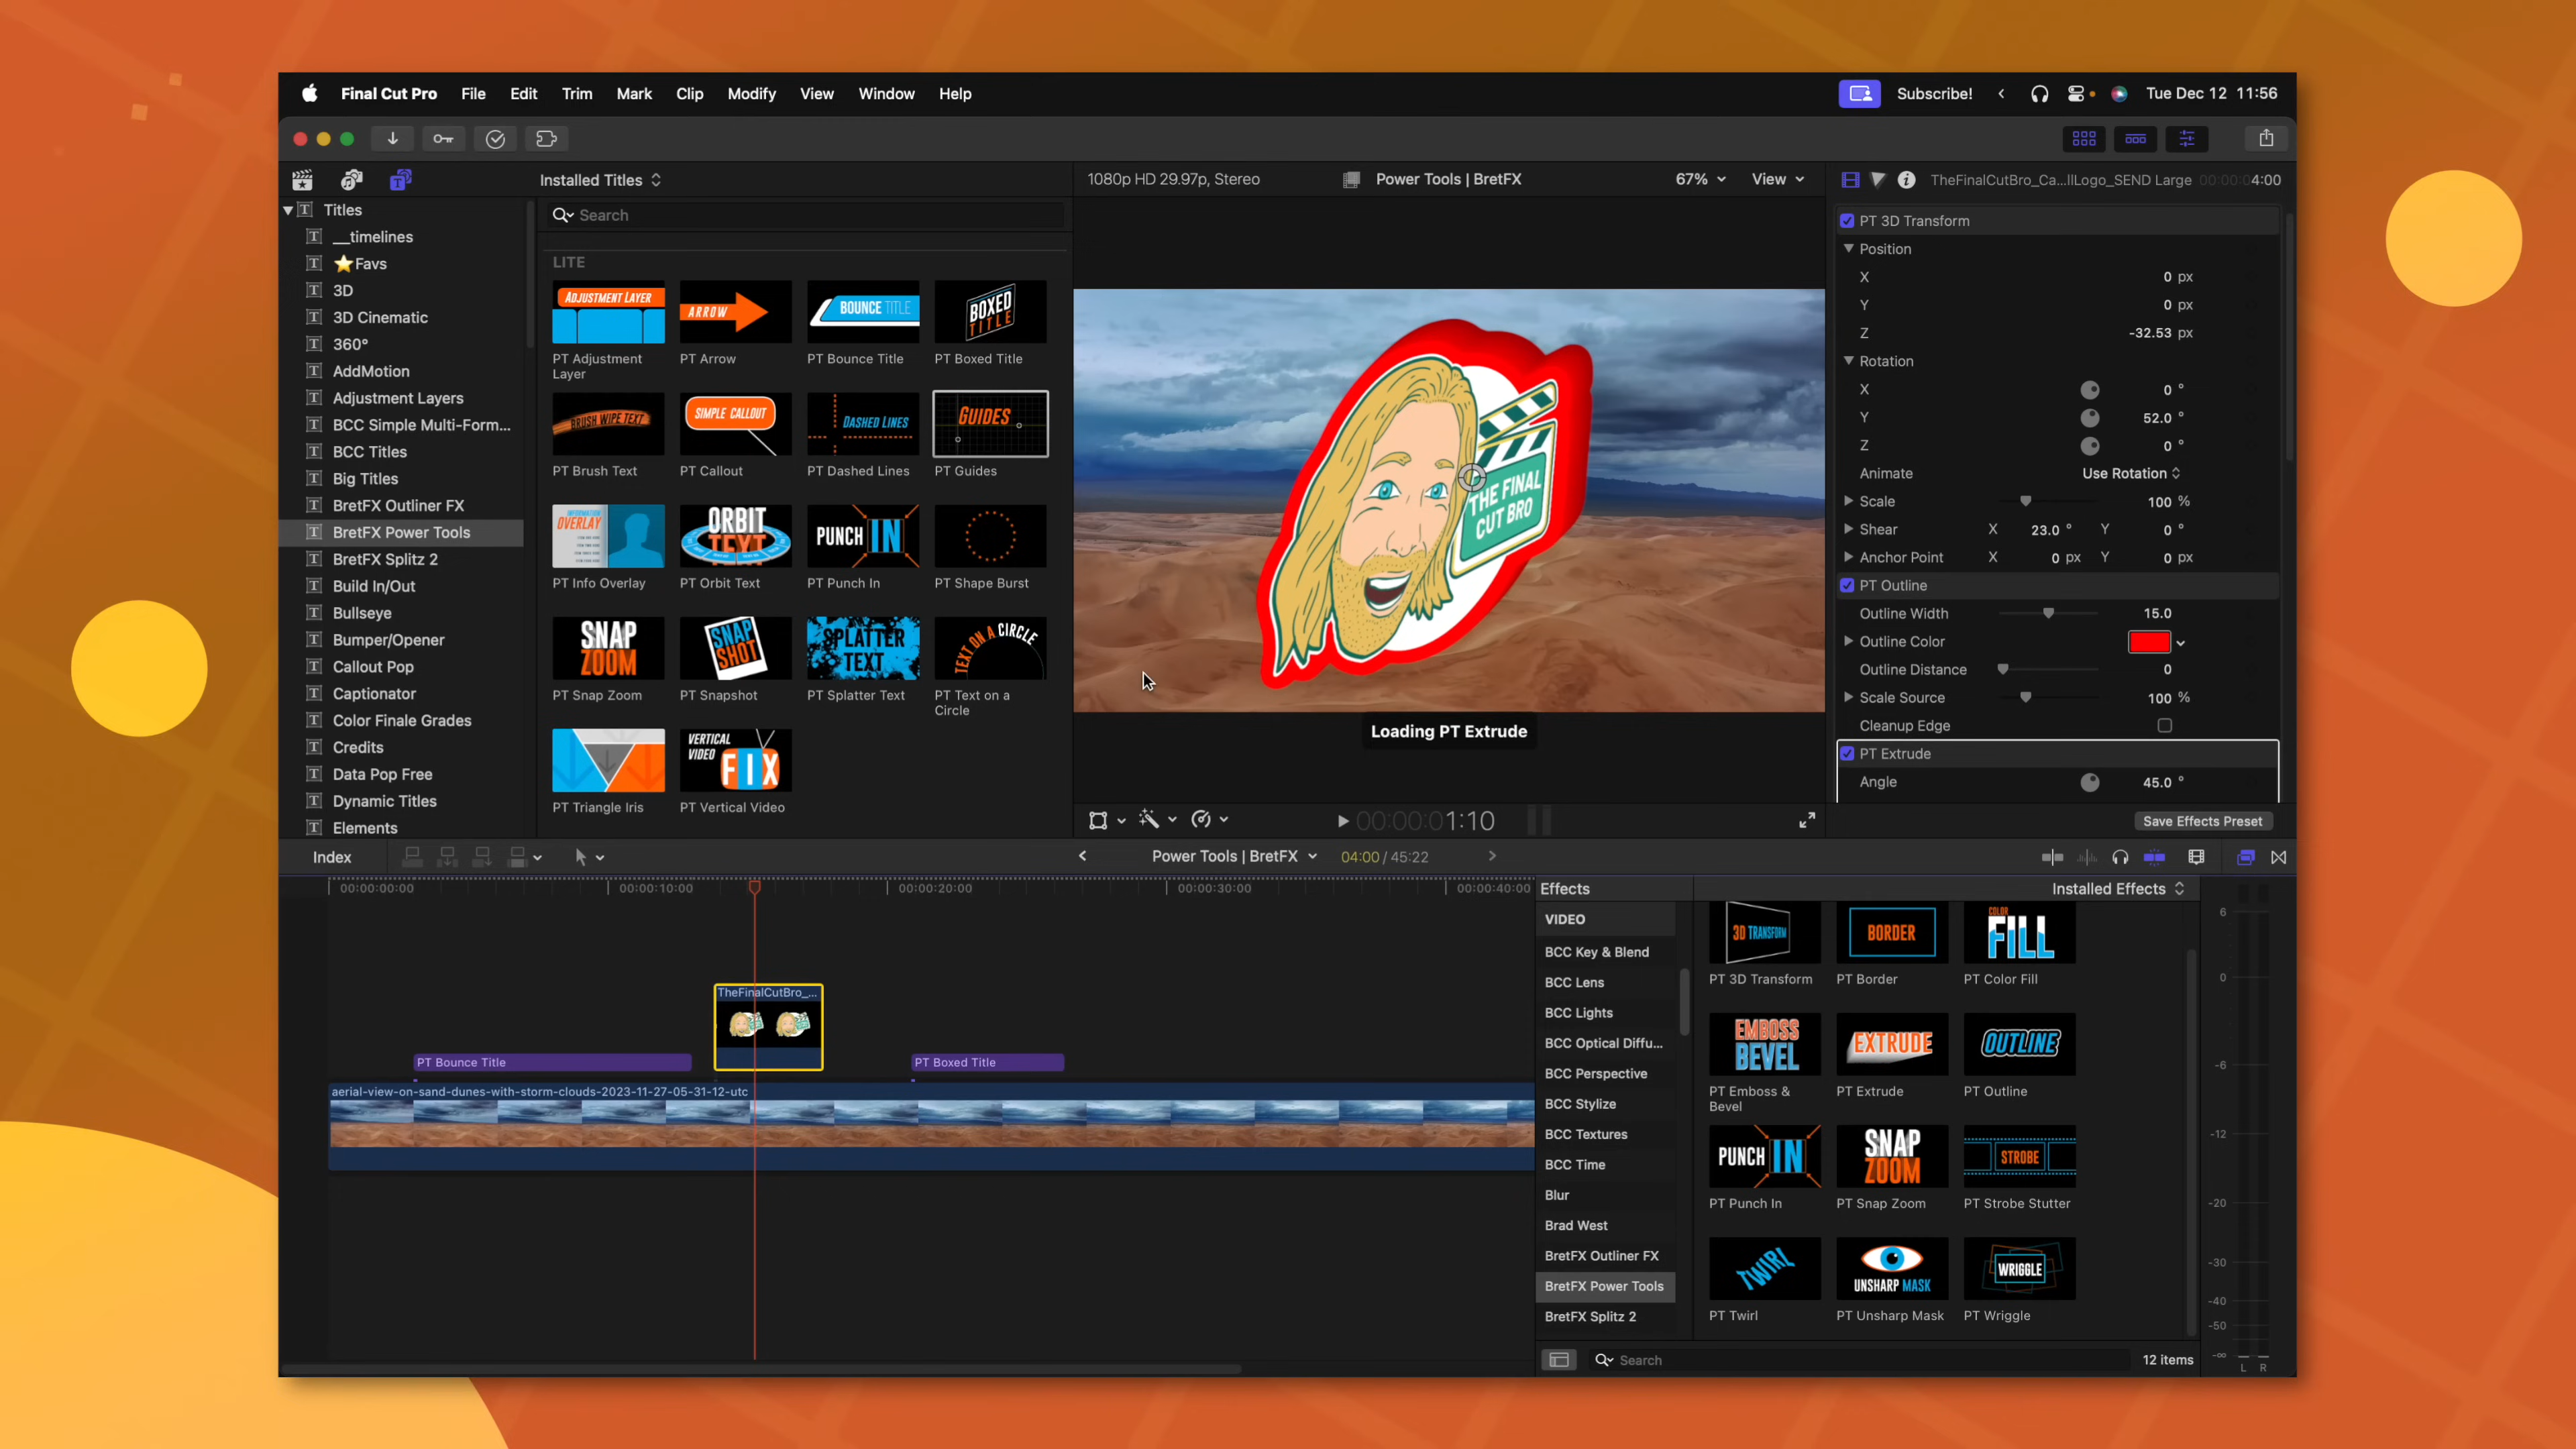 Final Cut Pro File Edit Trim Mark Clip Modify View Window Help
Subscribe! Tue Dec 12 11:56
Installed Titles
1080p HD 29.97p, Stereo
Power Tools | BretFX
67% View
TheFinalCutBro_Ca...llLogo_SEND Large 00:00:04:00
Titles
__timelines
⭐Favs
3D
3D Cinematic
360°
AddMotion
Adjustment Layers
BCC Simple Multi-Form...
BCC Titles
Big Titles
BretFX Outliner FX
BretFX Power Tools
BretFX Splitz 2
Build In/Out
Bullseye
Bumper/Opener
Callout Pop
Captionator
Color Finale Grades
Credits
Data Pop Free
Dynamic Titles
Elements
Search
LITE
ADJUSTMENT LAYER
PT Adjustment
Layer
ARROW
PT Arrow
BOUNCE TITLE
PT Bounce Title
BOXED
TITLE
PT Boxed Title
BRUSH WIPE TEXT
PT Brush Text
SIMPLE CALLOUT
PT Callout
DASHED LINES
PT Dashed Lines
GUIDES
PT Guides
INFORMATION
OVERLAY
PT Info Overlay
ORBIT
TEXT
PT Orbit Text
PUNCH IN
PT Punch In
PT Shape Burst
SNAP
ZOOM
PT Snap Zoom
SNAP
SHOT
PT Snapshot
SPLATTER
TEXT
PT Splatter Text
TEXT ON A CIRCLE
PT Text on a
Circle
PT Triangle Iris
VERTICAL
VIDEO
FIX
PT Vertical Video
THE FINAL
CUT BRO
Loading PT Extrude
00:00:01:10
PT 3D Transform
Position
X 0 px
Y 0 px
Z -32.53 px
Rotation
X 0 °
Y 52.0 °
Z 0 °
Animate Use Rotation
Scale 100 %
Shear X 23.0 ° Y 0 °
Anchor Point X 0 px Y 0 px
PT Outline
Outline Width 15.0
Outline Color
Outline Distance 0
Scale Source 100 %
Cleanup Edge
PT Extrude
Angle 45.0 °
Save Effects Preset
Index
Power Tools | BretFX 04:00 / 45:22
00:00:00:00 00:00:10:00 00:00:20:00 00:00:30:00 00:00:40:00
TheFinalCutBro_...
PT Bounce Title
PT Boxed Title
aerial-view-on-sand-dunes-with-storm-clouds-2023-11-27-05-31-12-utc
Effects
Installed Effects
VIDEO
BCC Key & Blend
BCC Lens
BCC Lights
BCC Optical Diffu...
BCC Perspective
BCC Stylize
BCC Textures
BCC Time
Blur
Brad West
BretFX Outliner FX
BretFX Power Tools
BretFX Splitz 2
3D TRANSFORM
PT 3D Transform
BORDER
PT Border
COLOR
FILL
PT Color Fill
EMBOSS
BEVEL
PT Emboss &
Bevel
EXTRUDE
PT Extrude
OUTLINE
PT Outline
PUNCH IN
PT Punch In
SNAP
ZOOM
PT Snap Zoom
STROBE
PT Strobe Stutter
TWIRL
PT Twirl
UNSHARP MASK
PT Unsharp Mask
WRIGGLE
PT Wriggle
Search
12 items
6
0
-6
-12
-20
-30
-40
-50
-∞
L R